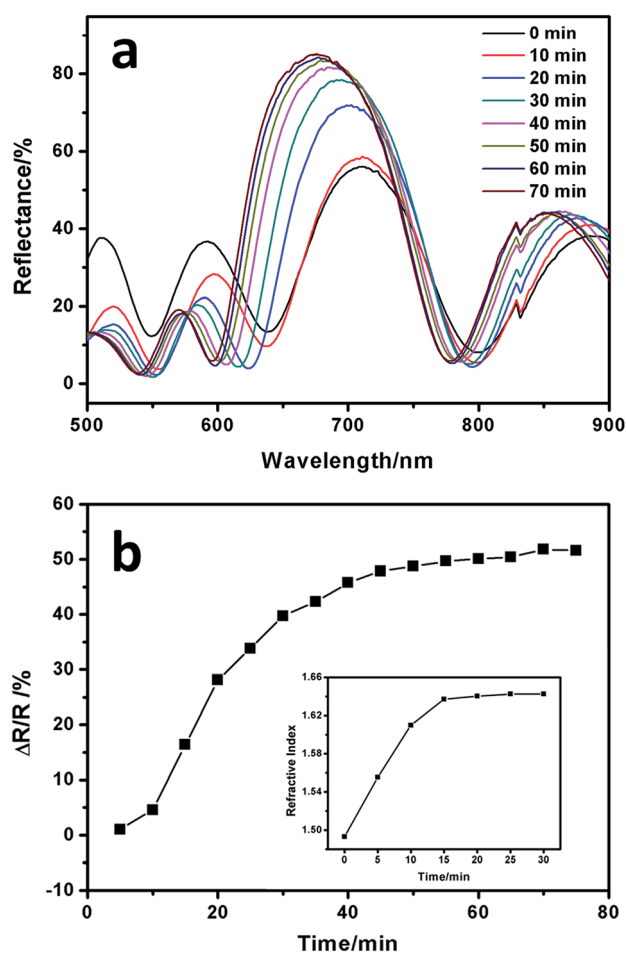 a
0 min
10 min
20 min
30 min
40 min
50 min
60 min
70 min
Reflectance/%
80
60
40
20
0
500
600
700
800
900
Wavelength/nm
b
ΔR/R /%
60
50
40
30
20
10
0
-10
0
20
40
60
80
Time/min
Refractive Index
1.66
1.62
1.58
1.54
1.50
0
5
10
15
20
25
30
Time/min